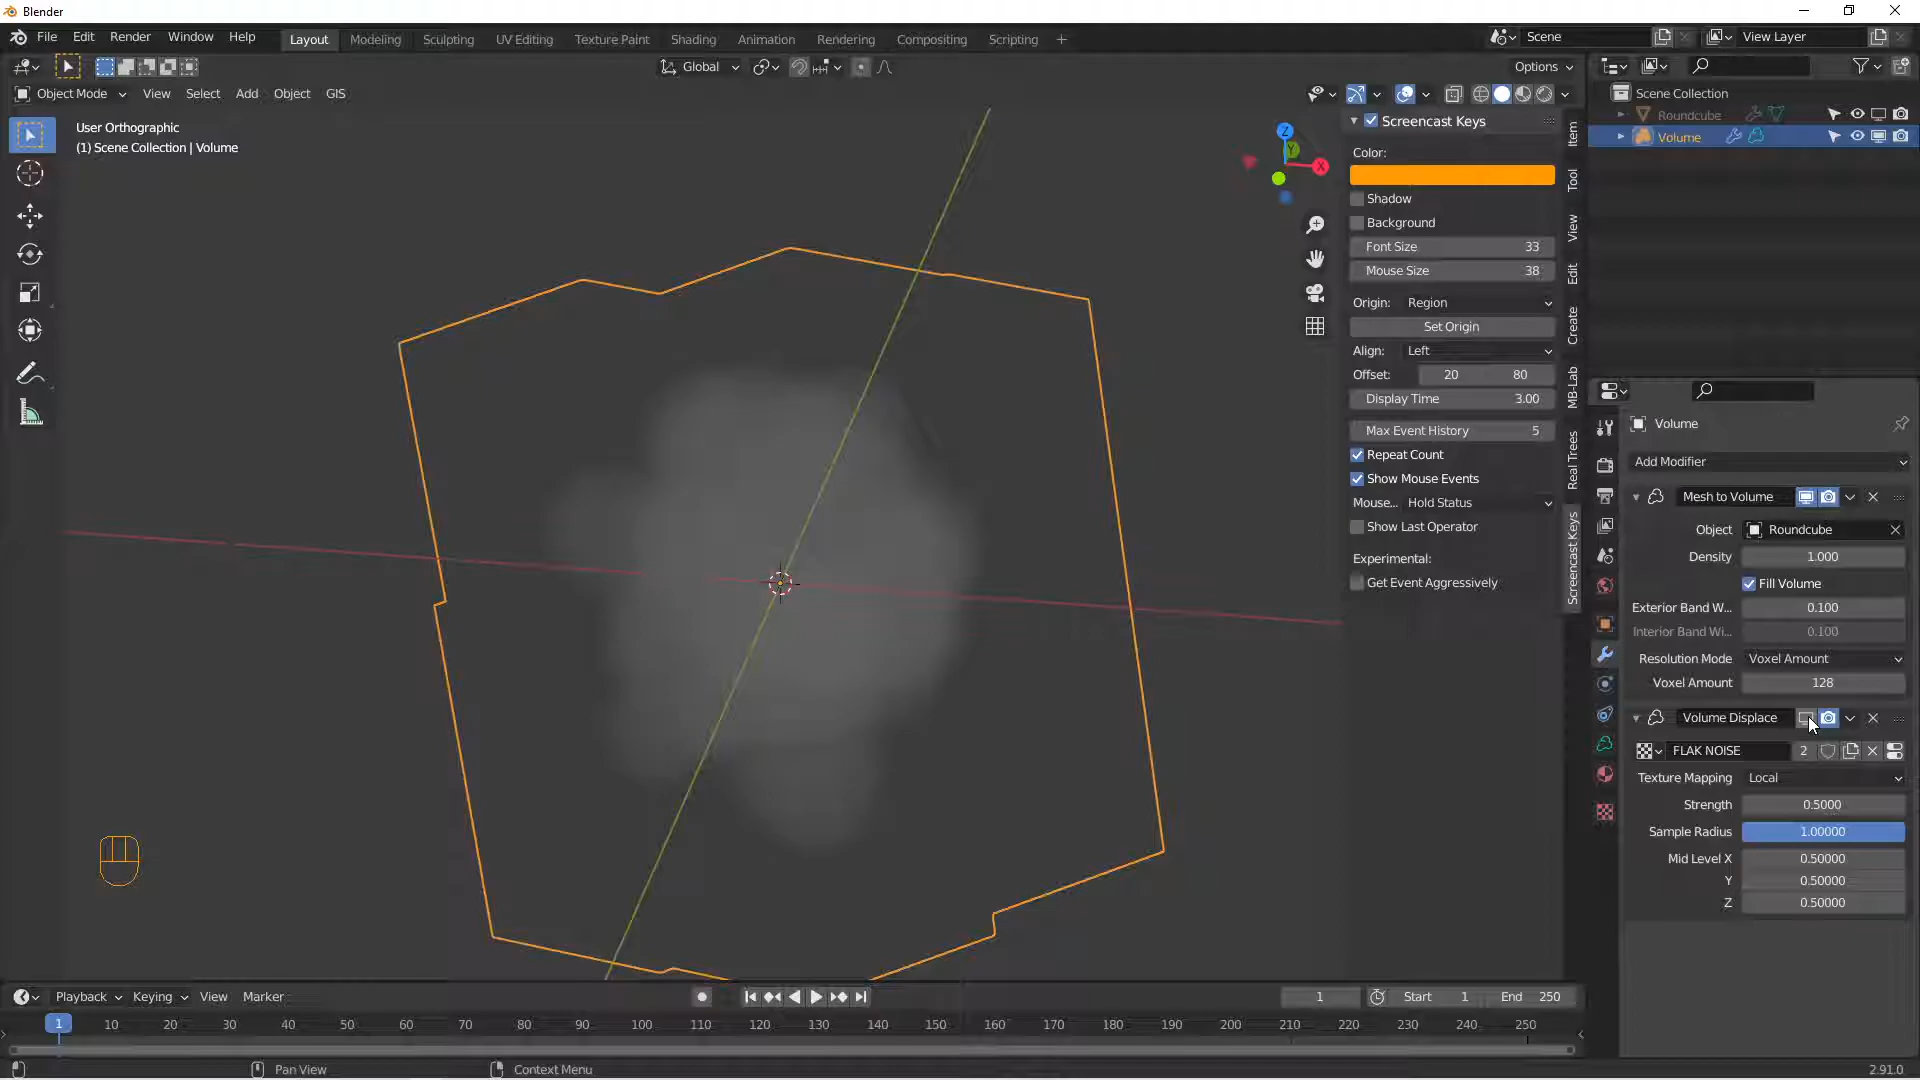 Blender
File Edit Render Window Help Layout Modeling Sculpting UV Editing Texture Paint Shading Animation Rendering Compositing Scripting + Scene View Layer
Global Options
Object Mode View Select Add Object GIS
User Orthographic
(1) Scene Collection | Volume
Z
Y
X
Screencast Keys
Color:
Shadow
Background
Font Size 33
Mouse Size 38
Origin: Region
Set Origin
Align: Left
Offset: 20 80
Display Time 3.00
Max Event History 5
Repeat Count
Show Mouse Events
Mouse... Hold Status
Show Last Operator
Experimental:
Get Event Aggressively
Item
Tool
View
Edit
Create
MB-Lab
Real Trees
Screencast Keys
Scene Collection
Roundcube
Volume
Volume
Add Modifier
Mesh to Volume
Object Roundcube
Density 1.000
Fill Volume
Exterior Band W... 0.100
Interior Band Wi... 0.100
Resolution Mode Voxel Amount
Voxel Amount 128
Volume Displace
FLAK NOISE 2
Texture Mapping Local
Strength 0.5000
Sample Radius 1.00000
Mid Level X 0.50000
Y 0.50000
Z 0.50000
Playback Keying View Marker 1 Start 1 End 250
1 10 20 30 40 50 60 70 80 90 100 110 120 130 140 150 160 170 180 190 200 210 220 230 240 250
Pan View Context Menu 2.91.0